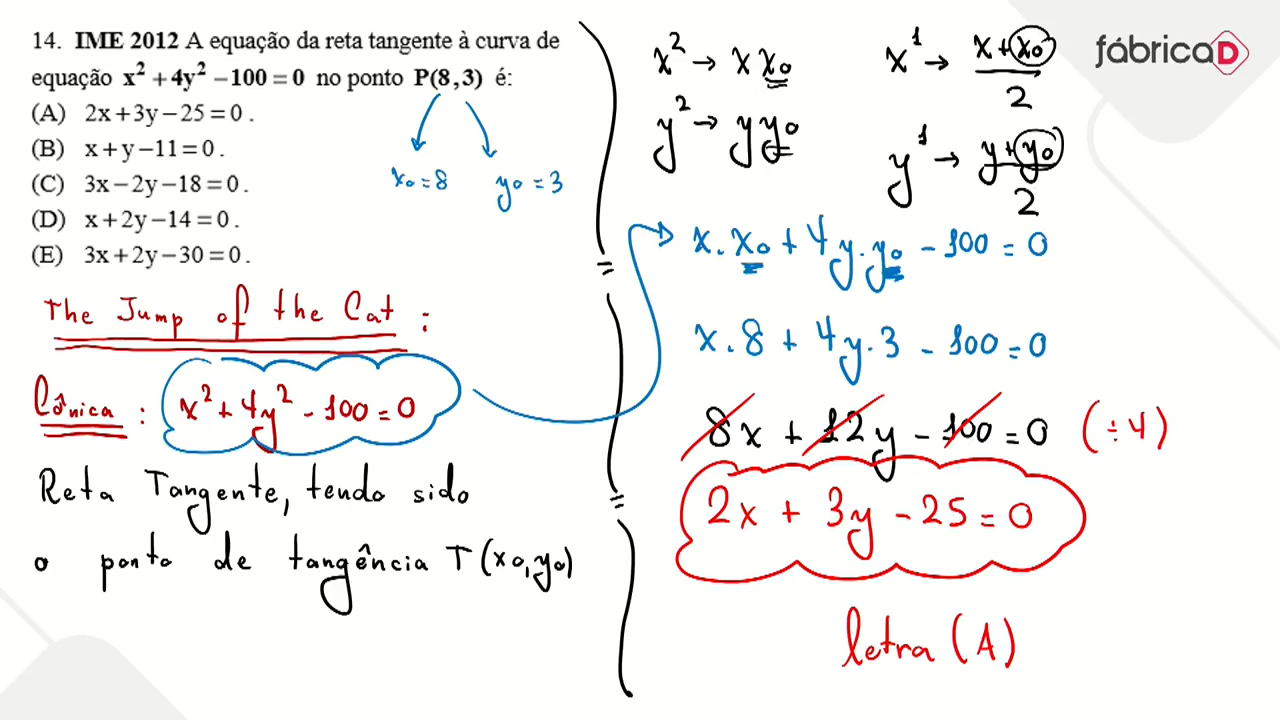 14. IME 2012 A equação da reta tangente à curva de
equação x² + 4y² −100 = 0 no ponto P(8,3) é:
(A) 2x+3y−25=0.
(B) x+y−11=0.
(C) 3x−2y−18=0.
(D) x+2y−14=0.
(E) 3x+2y−30=0.
x₀=8 y₀=3
The Jump of the Cat:
Cônica: x²+4y²-100=0
Reta Tangente, tendo sido
o ponto de tangência T(x₀,y₀)
x² → x x₀
y² → y y₀
x¹ → (x+x₀)/2
y¹ → (y+y₀)/2
fábricaD
x.x₀ + 4y.y₀ - 100 = 0
x.8 + 4y.3 - 100 = 0
8x + 12y - 100 = 0 (÷4)
2x + 3y - 25 = 0
letra (A)